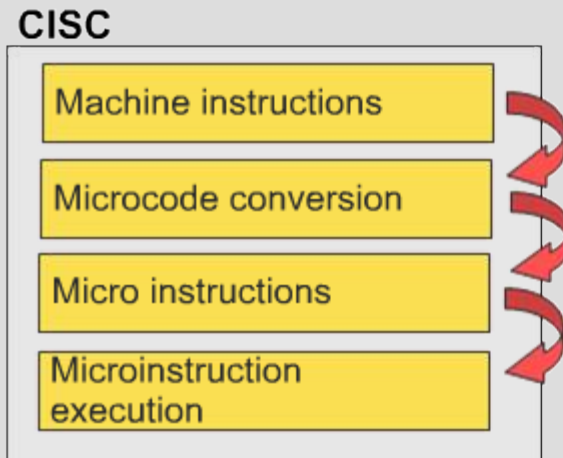 CISC
Machine instructions
Microcode conversion
Micro instructions
Microinstruction
execution